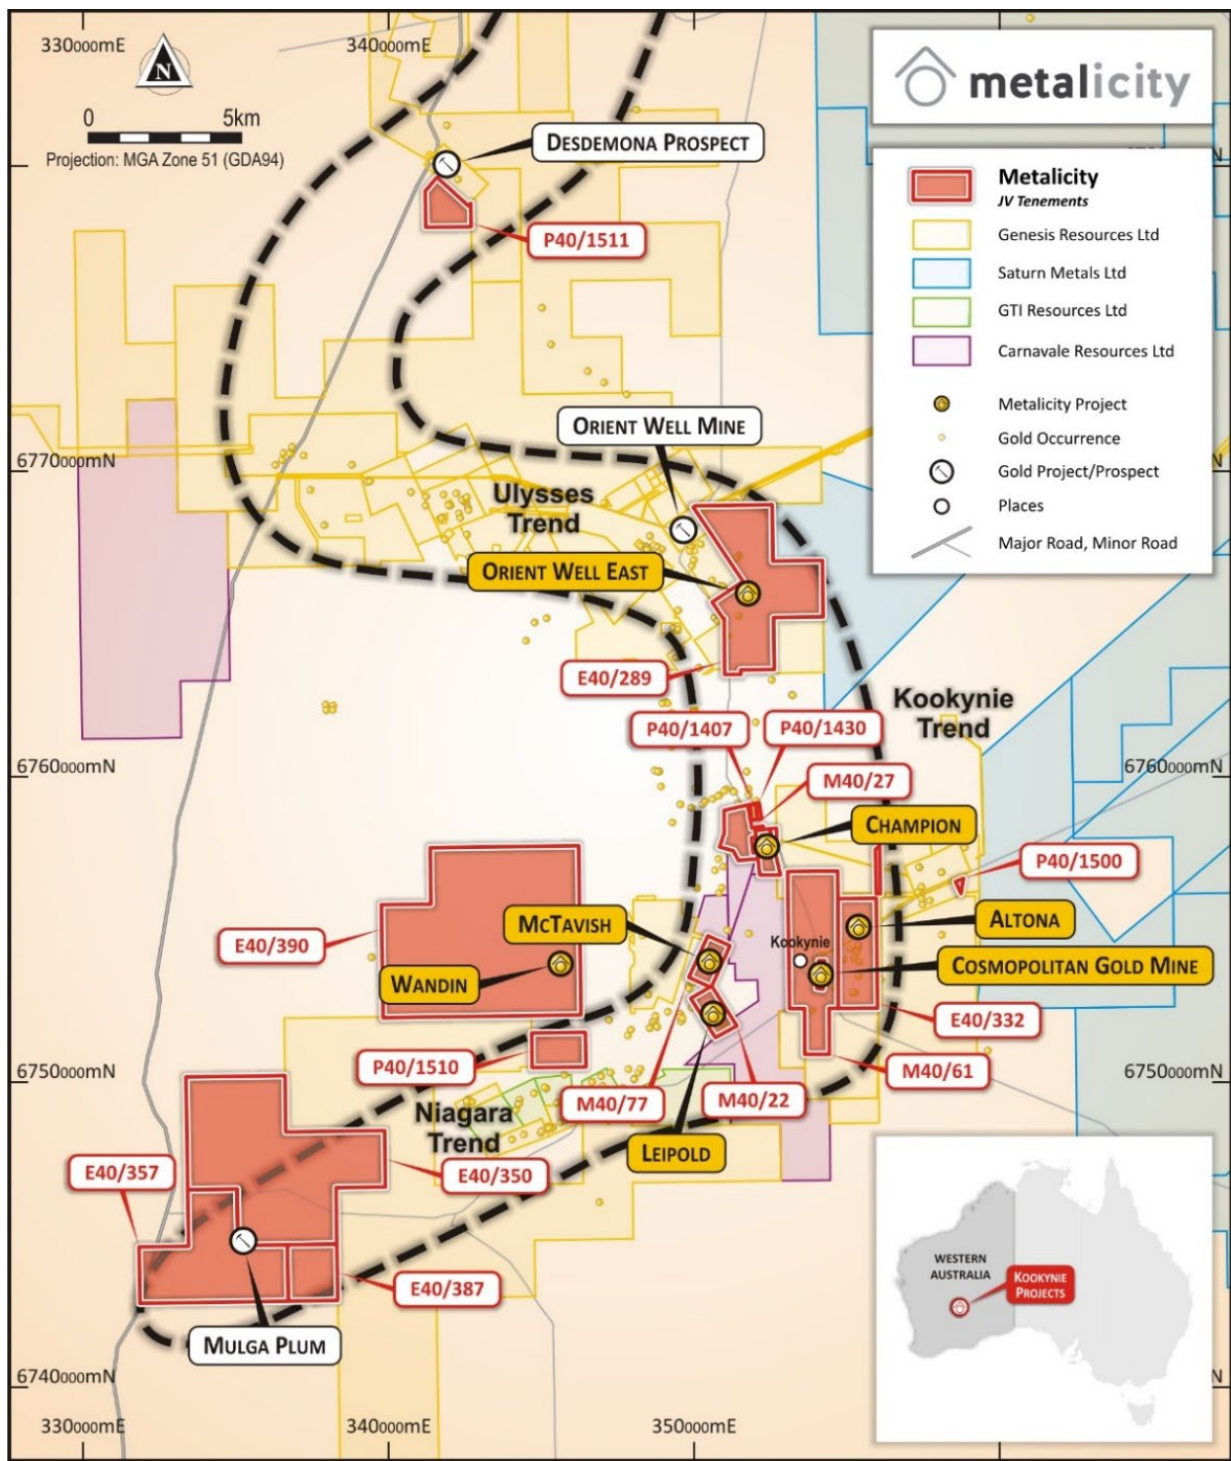 330000mE
340000mE
N
0 5km
Projection: MGA Zone 51 (GDA94)
metalicity
Metalicity
JV Tenements
Genesis Resources Ltd
Saturn Metals Ltd
GTI Resources Ltd
Carnavale Resources Ltd
Metalicity Project
Gold Occurrence
Gold Project/Prospect
Places
Major Road, Minor Road
DESDEMONA PROSPECT
P40/1511
ORIENT WELL MINE
6770000mN
Ulysses
Trend
ORIENT WELL EAST
E40/289
Kookynie
Trend
P40/1407
P40/1430
6760000mN
6760000mN
M40/27
CHAMPION
P40/1500
MCTAVISH
ALTONA
E40/390
Kookynie
WANDIN
COSMOPOLITAN GOLD MINE
E40/332
P40/1510
M40/61
6750000mN
6750000mN
M40/77
M40/22
Niagara
Trend
LEIPOLD
E40/357
E40/350
E40/387
MULGA PLUM
WESTERN
AUSTRALIA
KOOKYNIE
PROJECTS
6740000mN
330000mE
340000mE
350000mE